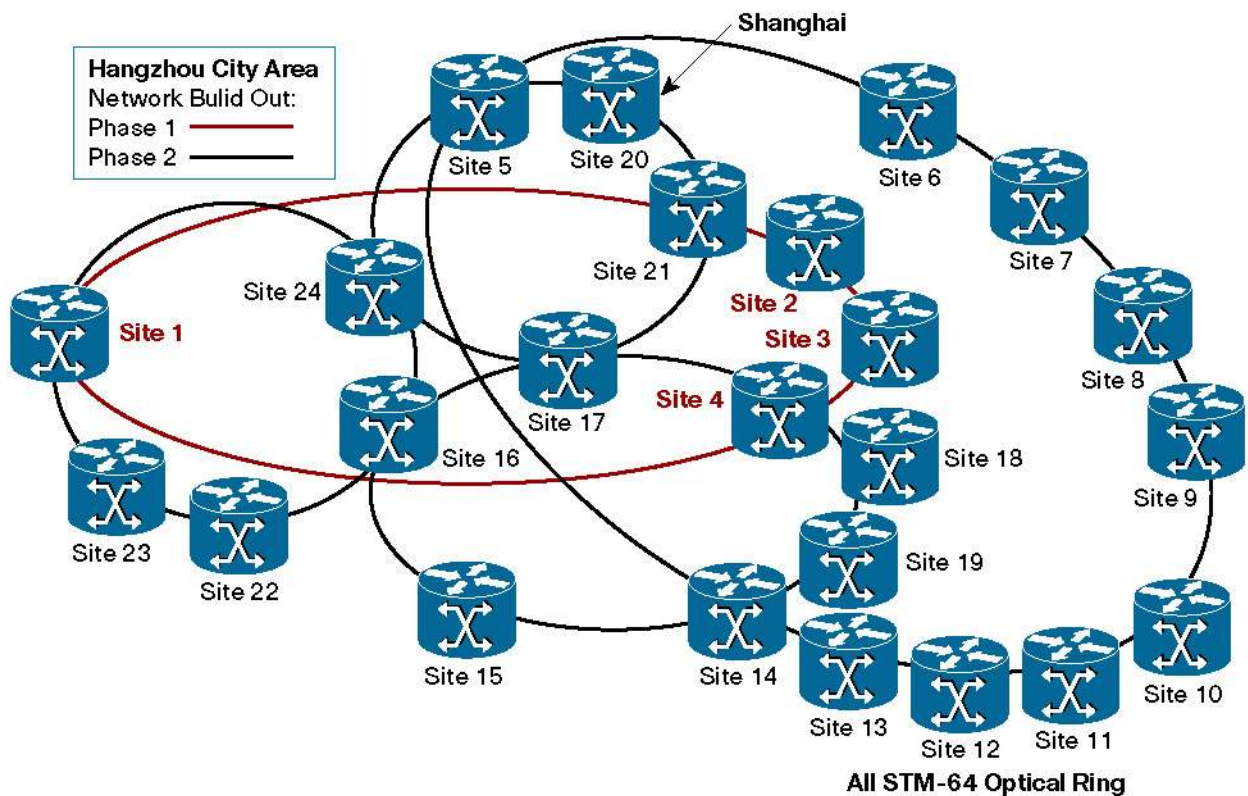 Shanghai
Hangzhou City Area
Network Bulid Out:
Phase 1
Phase 2
Site 5
Site 20
Site 6
Site 7
Site 21
Site 24
Site 2
Site 1
Site 3
Site 8
Site 4
Site 17
Site 16
Site 18
Site 9
Site 23
Site 22
Site 19
Site 15
Site 14
Site 10
Site 13
Site 12
Site 11
All STM-64 Optical Ring